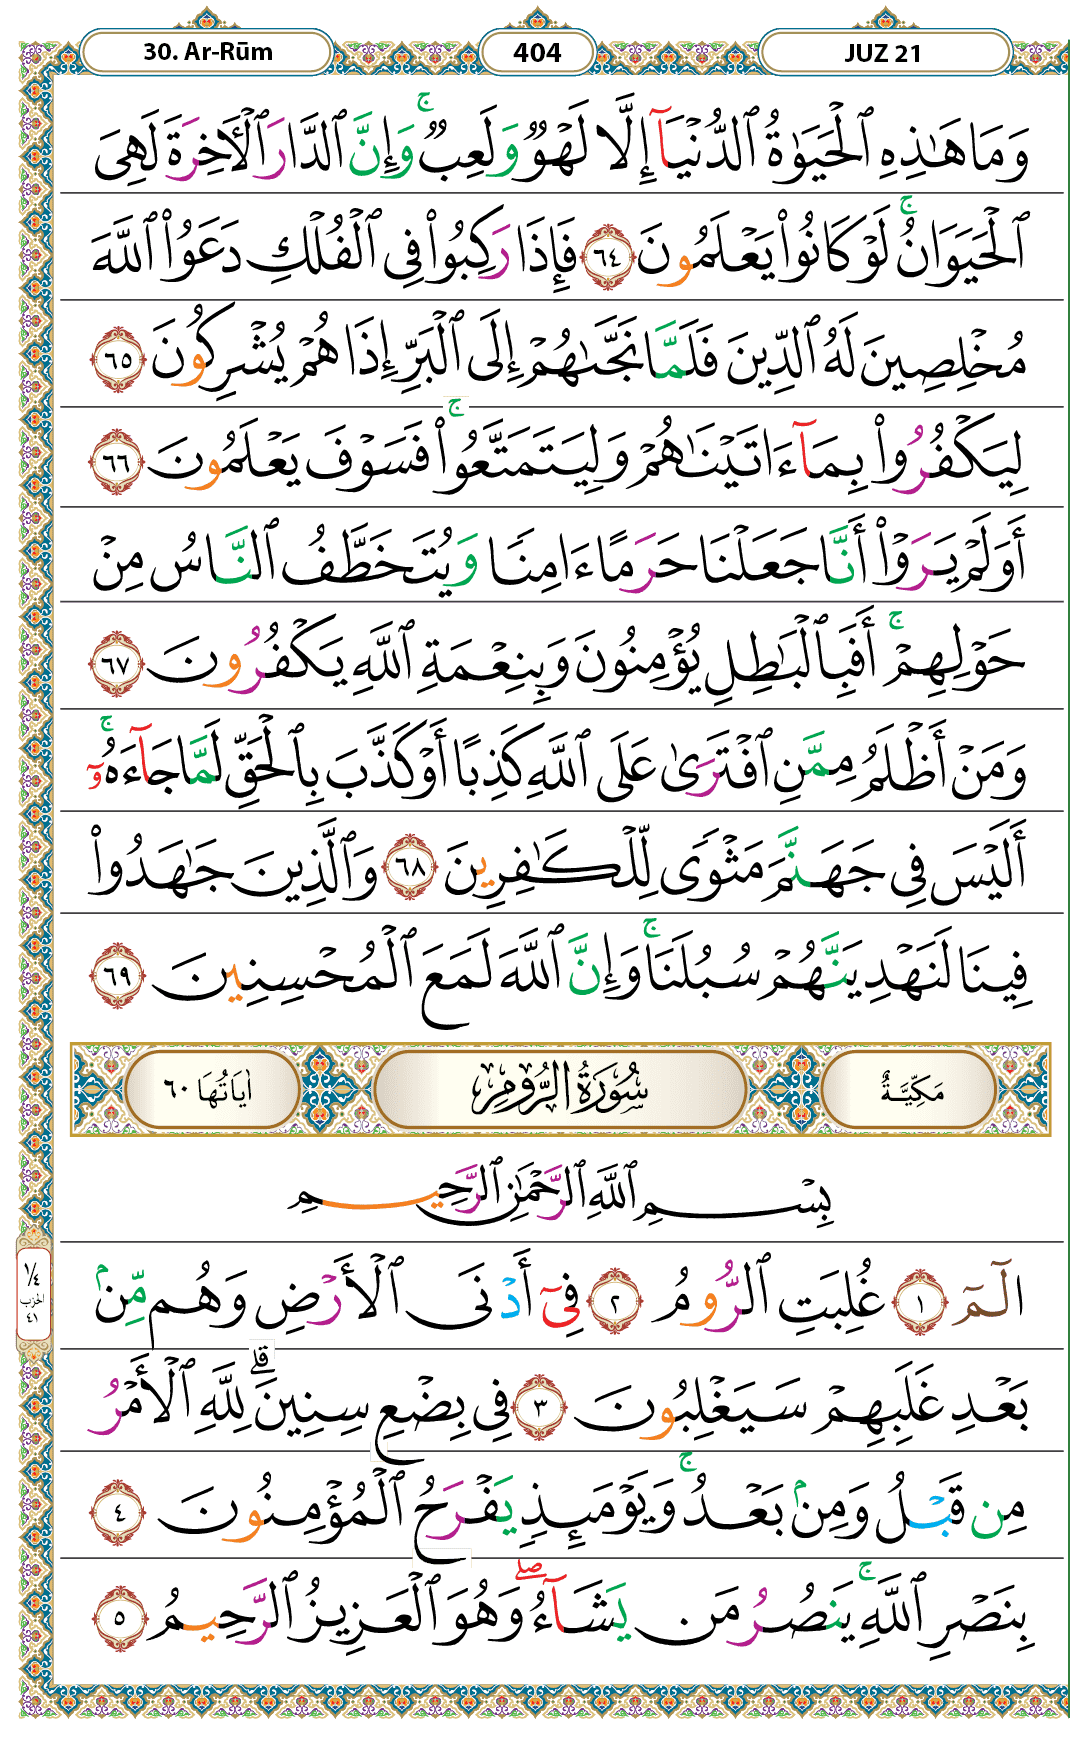 30. Ar-Rūm
404
JUZ 21
وَمَا هَٰذِهِ ٱلْحَيَوٰةُ ٱلدُّنْيَآ إِلَّا لَهْوٌ وَلَعِبٌ ۚ وَإِنَّ ٱلدَّارَ ٱلْـَٔاخِرَةَ لَهِىَ
ٱلْحَيَوَانُ ۚ لَوْ كَانُوا۟ يَعْلَمُونَ ٦٤ فَإِذَا رَكِبُوا۟ فِى ٱلْفُلْكِ دَعَوُا۟ ٱللَّهَ
مُخْلِصِينَ لَهُ ٱلدِّينَ فَلَمَّا نَجَّىٰهُمْ إِلَى ٱلْبَرِّ إِذَا هُمْ يُشْرِكُونَ ٦٥
لِيَكْفُرُوا۟ بِمَآ ءَاتَيْنَـٰهُمْ وَلِيَتَمَتَّعُوا۟ ۚ فَسَوْفَ يَعْلَمُونَ ٦٦
أَوَلَمْ يَرَوْا۟ أَنَّا جَعَلْنَا حَرَمًا ءَامِنًا وَيُتَخَطَّفُ ٱلنَّاسُ مِنْ
حَوْلِهِمْ ۚ أَفَبِٱلْبَـٰطِلِ يُؤْمِنُونَ وَبِنِعْمَةِ ٱللَّهِ يَكْفُرُونَ ٦٧
وَمَنْ أَظْلَمُ مِمَّنِ ٱفْتَرَىٰ عَلَى ٱللَّهِ كَذِبًا أَوْ كَذَّبَ بِٱلْحَقِّ لَمَّا جَآءَهُۥٓ ۚ
أَلَيْسَ فِى جَهَنَّمَ مَثْوًى لِّلْكَـٰفِرِينَ ٦٨ وَٱلَّذِينَ جَـٰهَدُوا۟
فِينَا لَنَهْدِيَنَّهُمْ سُبُلَنَا ۚ وَإِنَّ ٱللَّهَ لَمَعَ ٱلْمُحْسِنِينَ ٦٩
مَكِّيَّةٌ
سُورَةُ الرُّومِ
اٰيَاتُهَا ٦٠
بِسْمِ ٱللَّهِ ٱلرَّحْمَـٰنِ ٱلرَّحِيمِ
الٓمٓ ١ غُلِبَتِ ٱلرُّومُ ٢ فِىٓ أَدْنَى ٱلْأَرْضِ وَهُم مِّنۢ
بَعْدِ غَلَبِهِمْ سَيَغْلِبُونَ ٣ فِى بِضْعِ سِنِينَ ۗ لِلَّهِ ٱلْأَمْرُ
مِن قَبْلُ وَمِنۢ بَعْدُ ۚ وَيَوْمَئِذٍ يَفْرَحُ ٱلْمُؤْمِنُونَ ٤
بِنَصْرِ ٱللَّهِ ۚ يَنصُرُ مَن يَشَآءُ ۖ وَهُوَ ٱلْعَزِيزُ ٱلرَّحِيمُ ٥
١/٤
الحزب
٤١